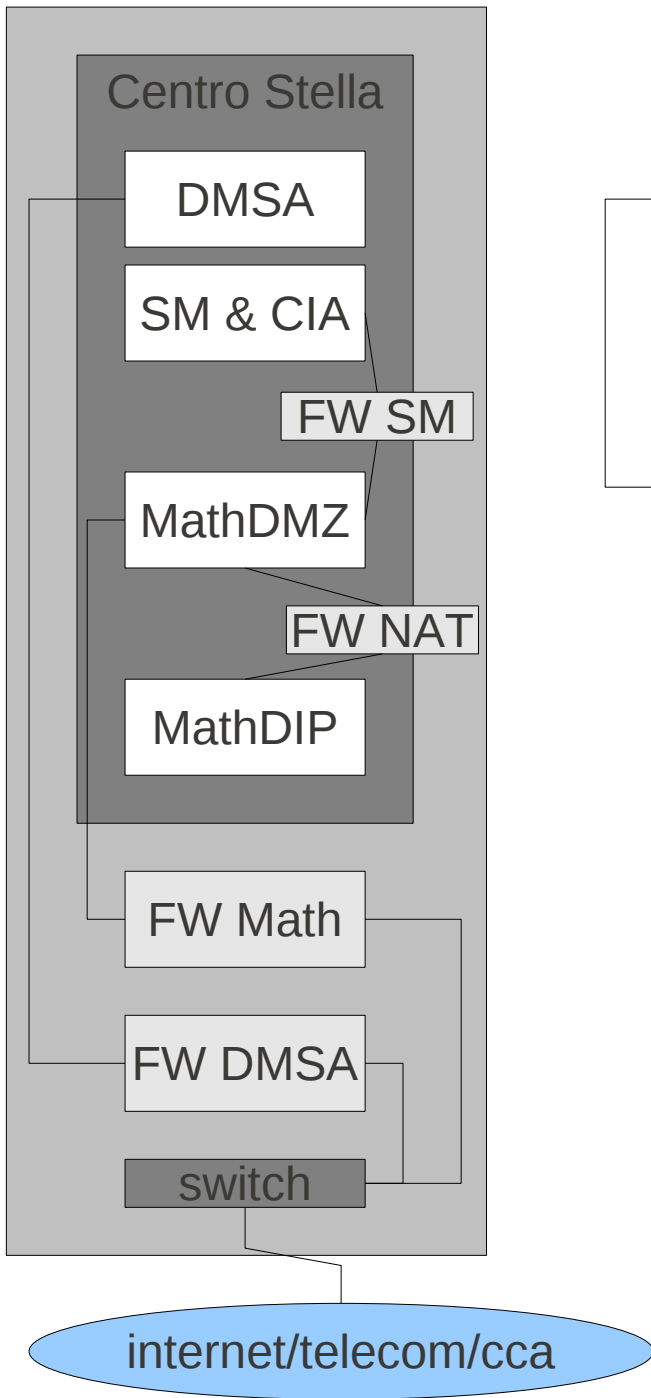 Centro Stella
DMSA
SM & CIA
FW SM
MathDMZ
FW NAT
MathDIP
FW Math
FW DMSA
switch
internet/telecom/cca